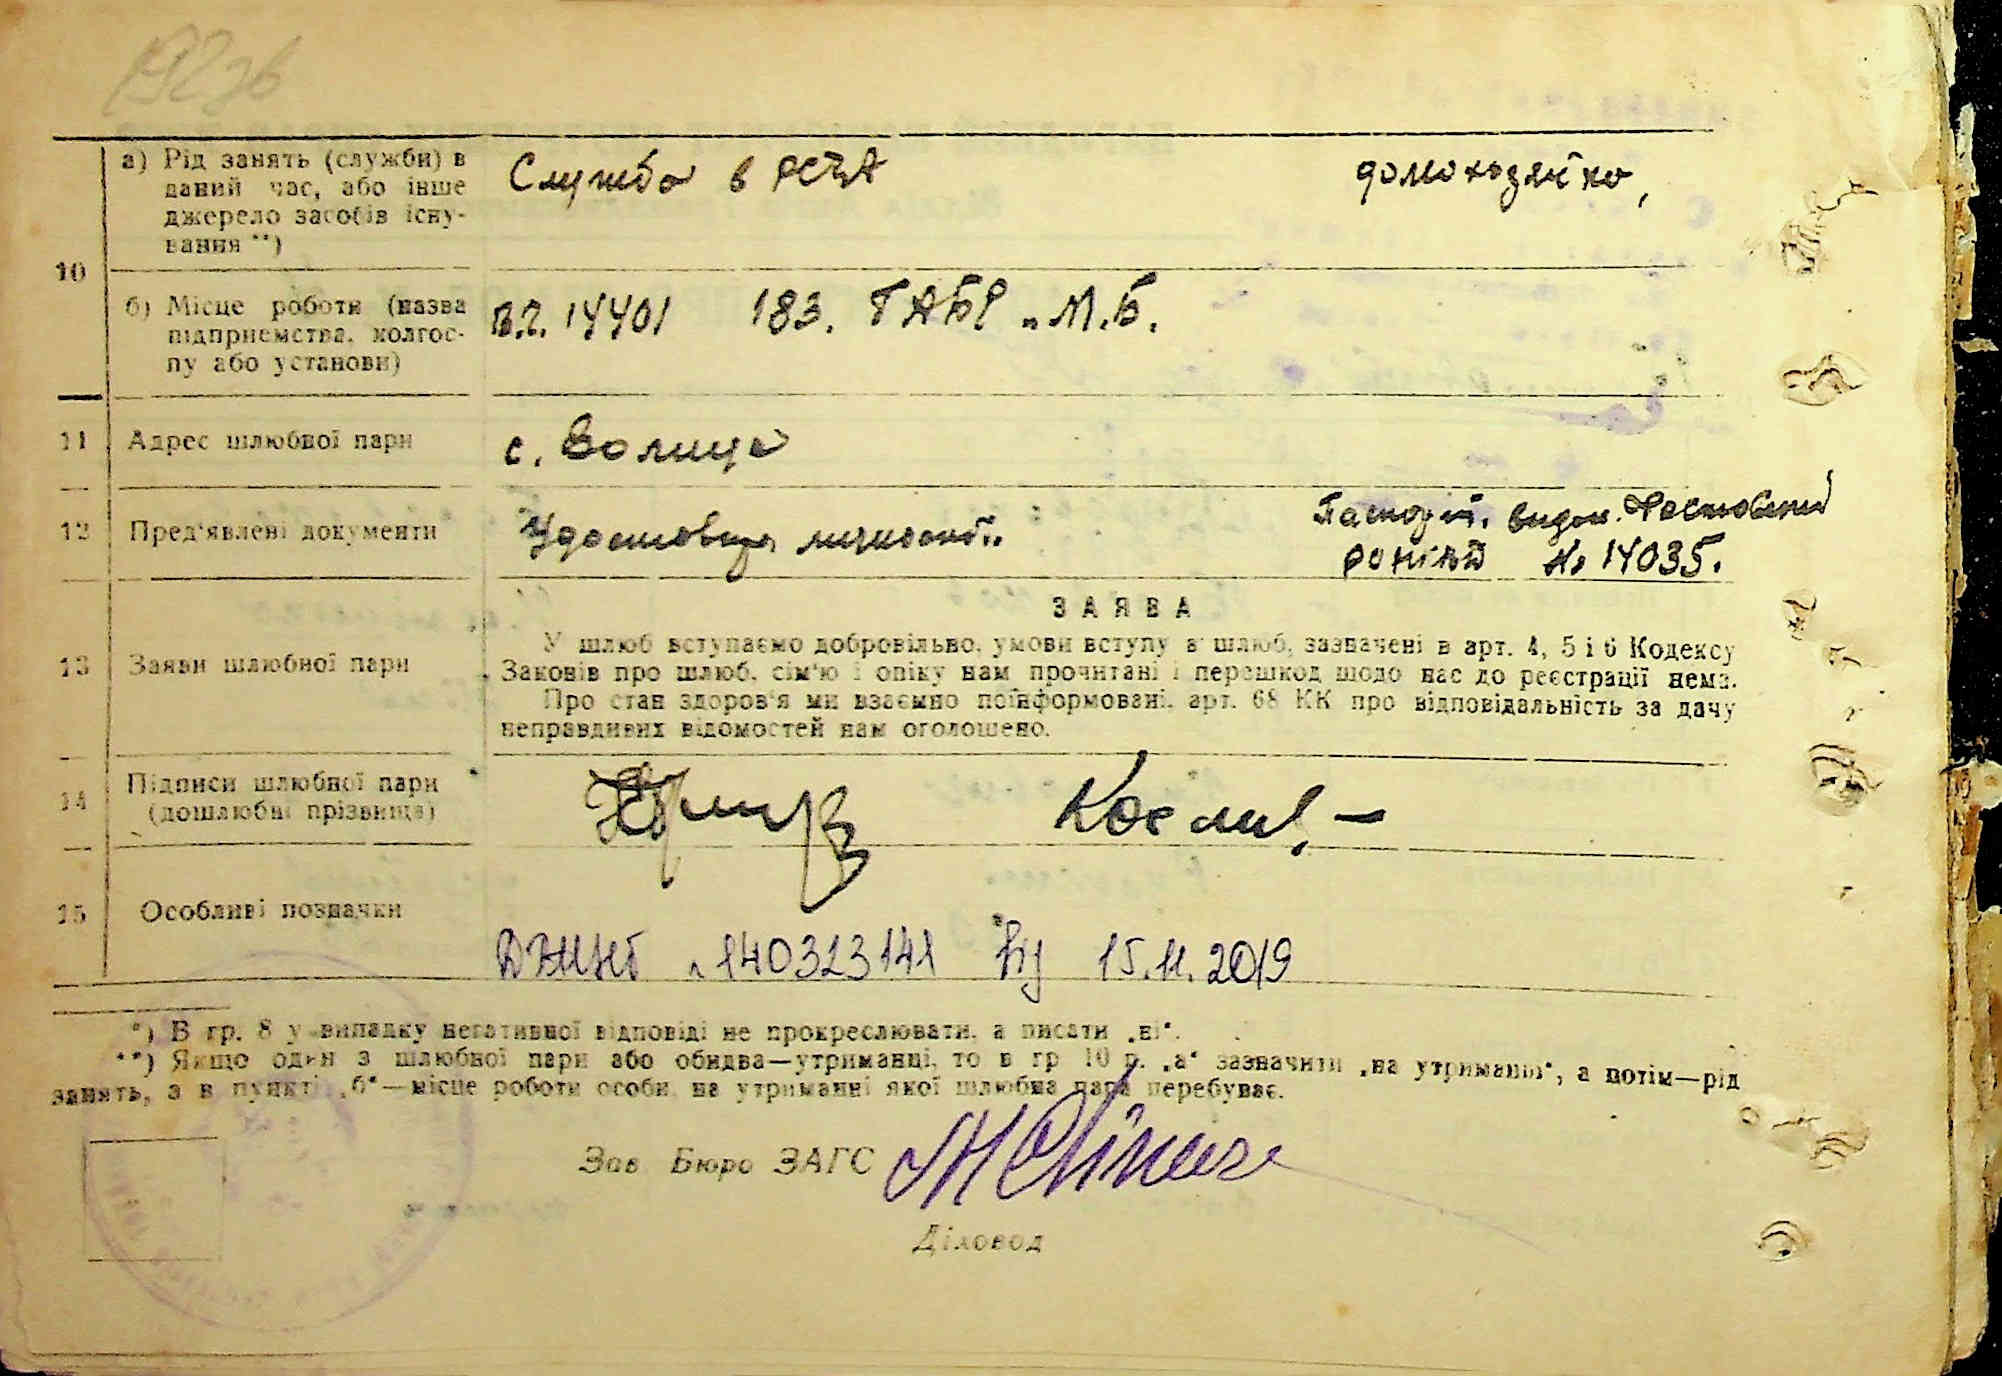 10
а) Рід занять (служби) в
даний час, або інше
джерело засобів існу-
вання **)
Служба в РСЧА
домохозяйка,
б) Місце роботи (назва
підприємства, колгос-
пу або установи)
П.П. 14401 183. ГАБР „М.Б.
11 Адрес шлюбної пари
с. Волица
12 Пред'явлені документи
личности
Паспорт, выдан.
№ 14035.
13 Заяви шлюбної пари
ЗАЯВА
У шлюб вступаємо добровільно, умови вступу в шлюб, зазначені в арт. 4, 5 і 6 Кодексу
Законів про шлюб, сім'ю і опіку нам прочитані і перешкод щодо нас до реєстрації нема.
Про стан здоров'я ми взаємно поінформовані, арт. 68 КК про відповідальність за дачу
неправдивих відомостей нам оголошено.
14 Підписи шлюбної пари
(дошлюбні прізвища)
15 Особливі позначки
140323141 15.11.2019
*) В гр. 8 у випадку негативної відповіді не прокреслювати, а писати „ні“.
**) Якщо один з шлюбної пари або обидва—утриманці, то в гр 10 р. „а“ зазначити „на утриманні“, а потім—рід
занять, а в пункті „б“—місце роботи особи, на утриманні якої шлюбна пара перебуває.
Зав Бюро ЗАГС
Діловод